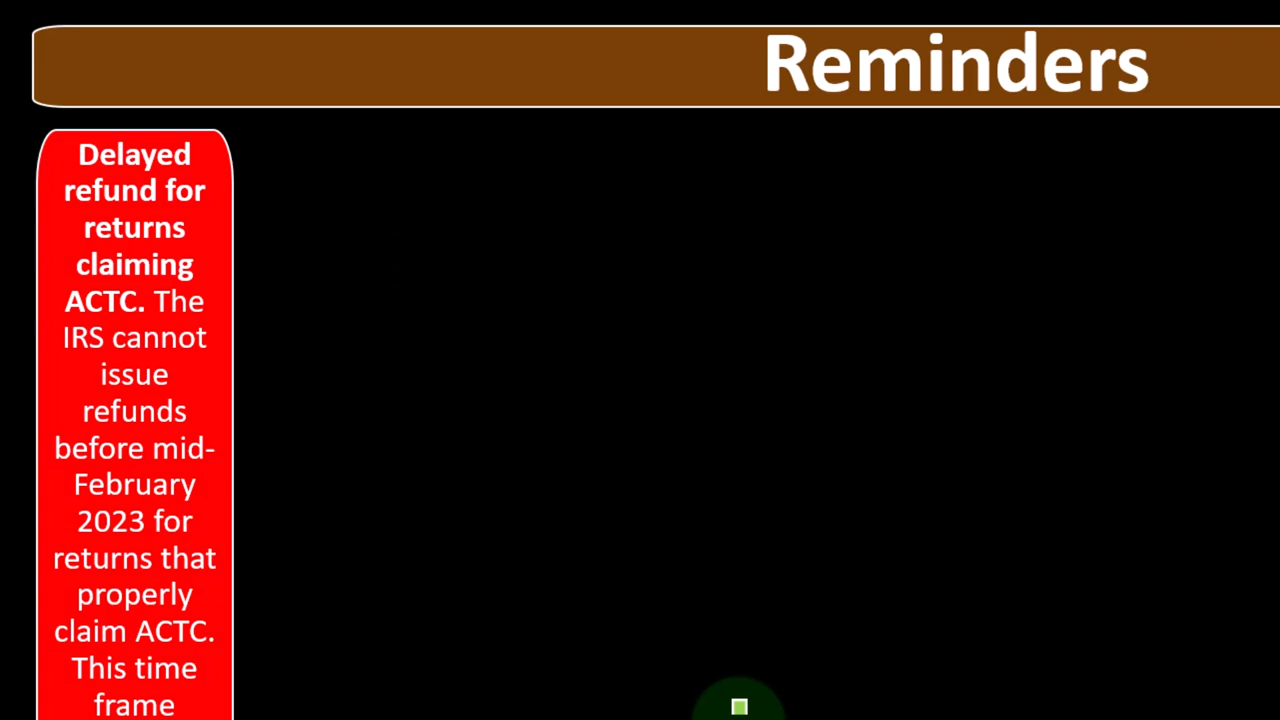 Reminders
Delayed
refund for
returns
claiming
ACTC. The
IRS cannot
issue
refunds
before mid-
February
2023 for
returns that
properly
claim ACTC.
This time
frame